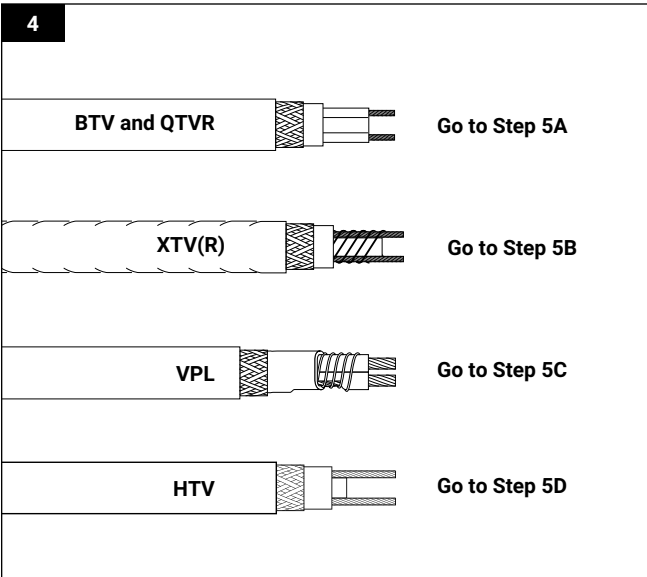 4
BTV and QTVR Go to Step 5A
XTV(R) Go to Step 5B
VPL Go to Step 5C
HTV Go to Step 5D